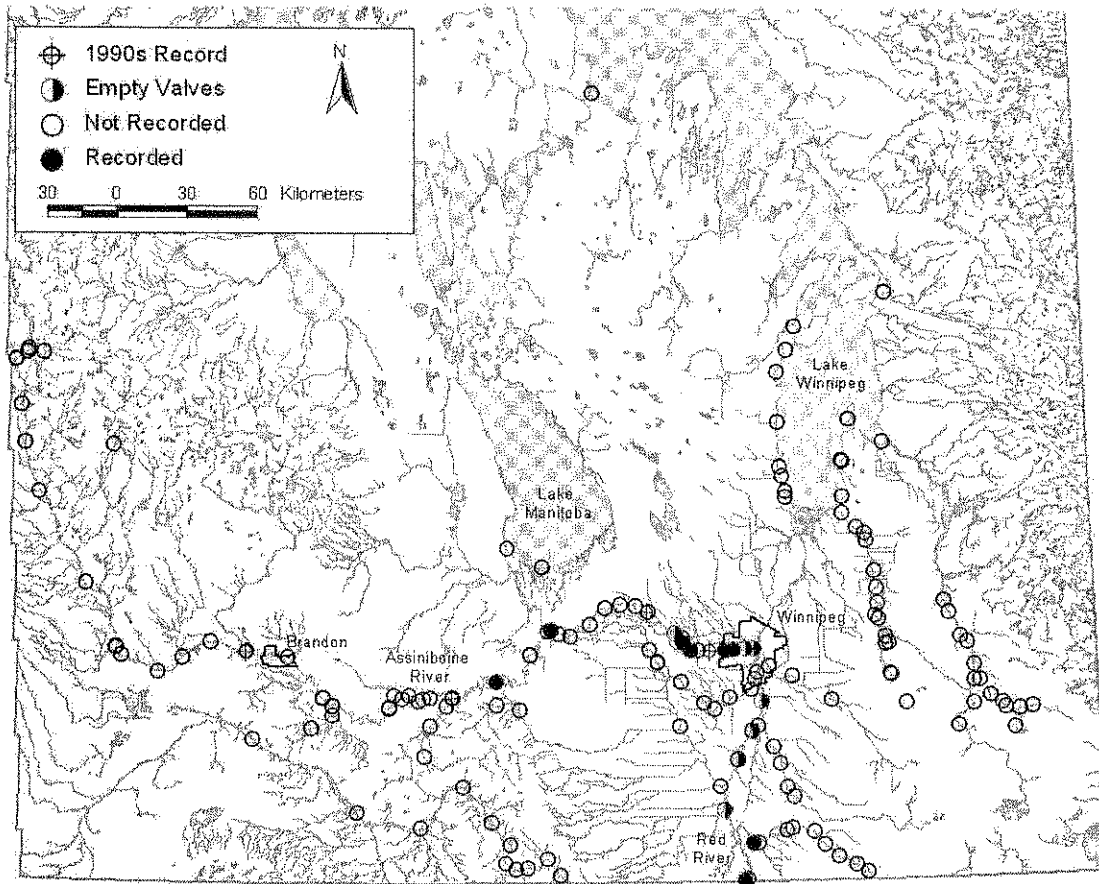 1990s Record
N
Empty Valves
Not Recorded
Recorded
30 0 30 60 Kilometers
Lake
Winnipeg
Lake
Manitoba
Winnipeg
Brandon
Assiniboine
River
Red
River